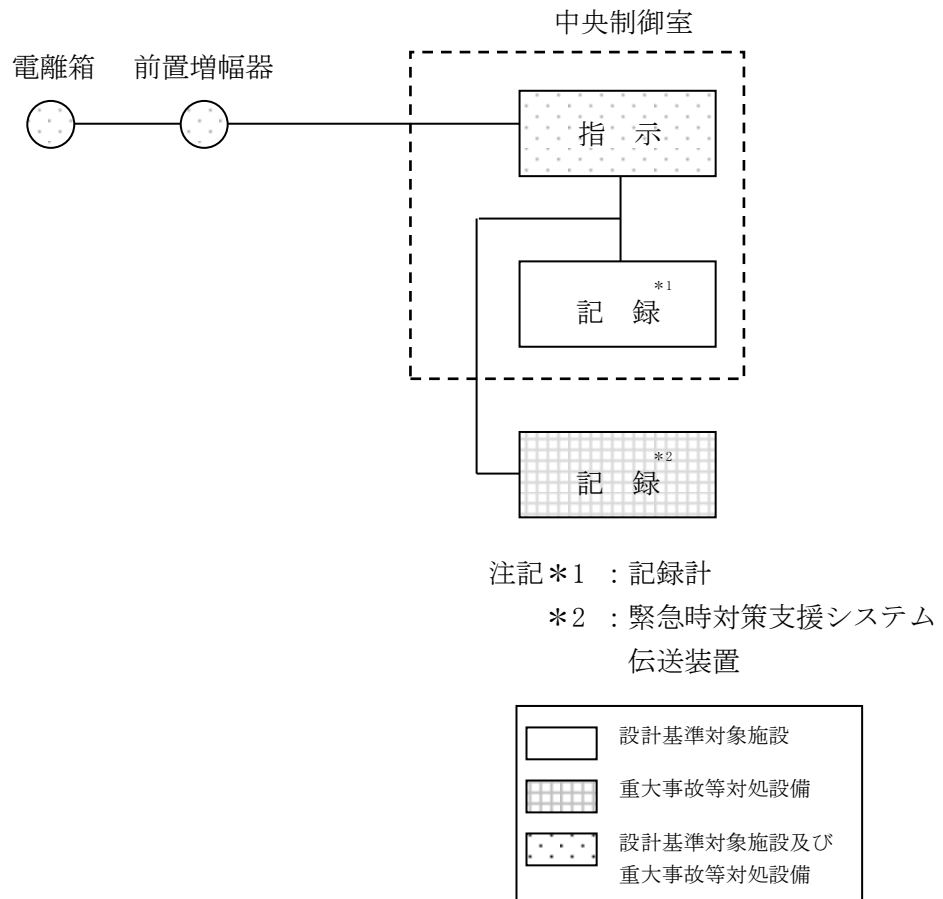 中央制御室
電離箱 前置増幅器
指 示
記 録*1
記 録*2
注記*1 :記録計
*2 :緊急時対策支援システム
伝送装置
設計基準対象施設
重大事故等対処設備
設計基準対象施設及び
重大事故等対処設備